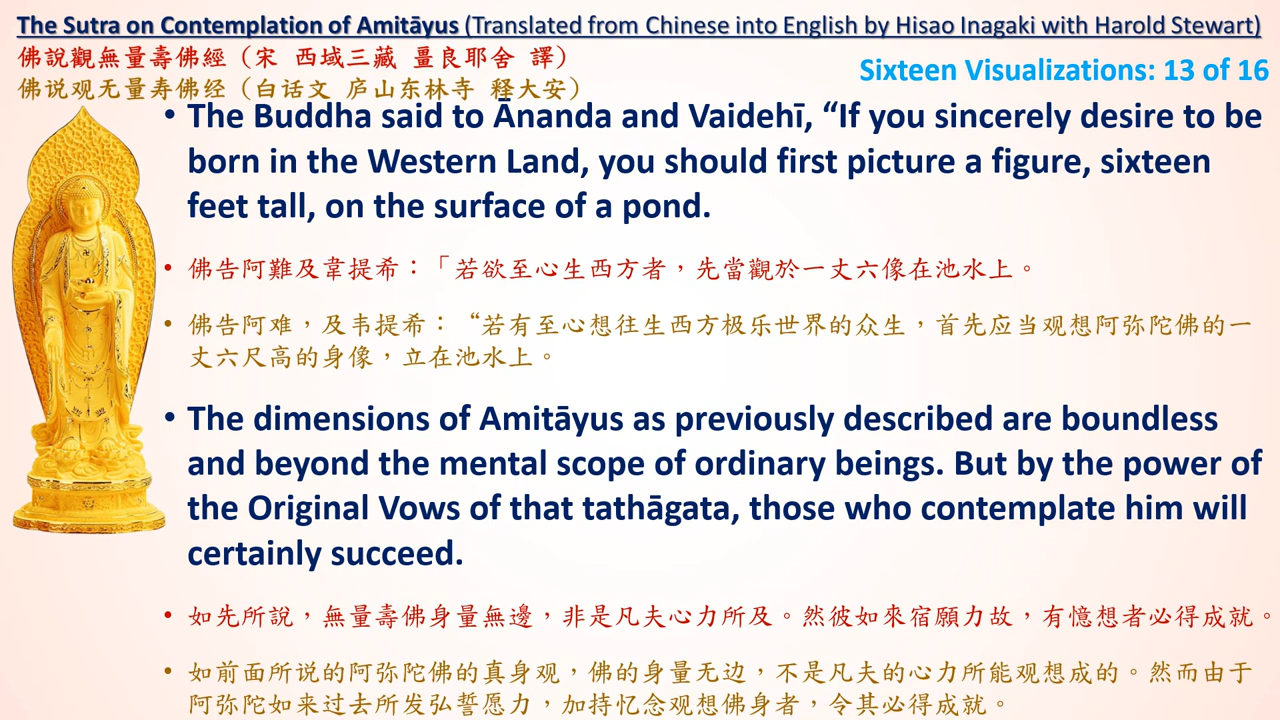 The Sutra on Contemplation of Amitāyus (Translated from Chinese into English by Hisao Inagaki with Harold Stewart)
佛說觀無量壽佛經（宋 西域三藏 畺良耶舍 譯）
佛说观无量寿佛经（白话文 庐山东林寺 释大安）
Sixteen Visualizations: 13 of 16
• The Buddha said to Ānanda and Vaidehī, “If you sincerely desire to be
born in the Western Land, you should first picture a figure, sixteen
feet tall, on the surface of a pond.
• 佛告阿難及韋提希：「若欲至心生西方者，先當觀於一丈六像在池水上。
• 佛告阿难，及韦提希：“若有至心想往生西方极乐世界的众生，首先应当观想阿弥陀佛的一
丈六尺高的身像，立在池水上。
• The dimensions of Amitāyus as previously described are boundless
and beyond the mental scope of ordinary beings. But by the power of
the Original Vows of that tathāgata, those who contemplate him will
certainly succeed.
• 如先所說，無量壽佛身量無邊，非是凡夫心力所及。然彼如來宿願力故，有憶想者必得成就。
• 如前面所说的阿弥陀佛的真身观，佛的身量无边，不是凡夫的心力所能观想成的。然而由于
阿弥陀如来过去所发弘誓愿力，加持忆念观想佛身者，令其必得成就。